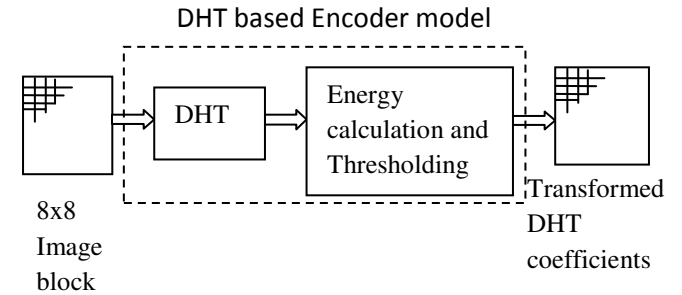 DHT based Encoder model
8x8
Image
block
DHT
Energy
calculation and
Thresholding
Transformed
DHT
coefficients